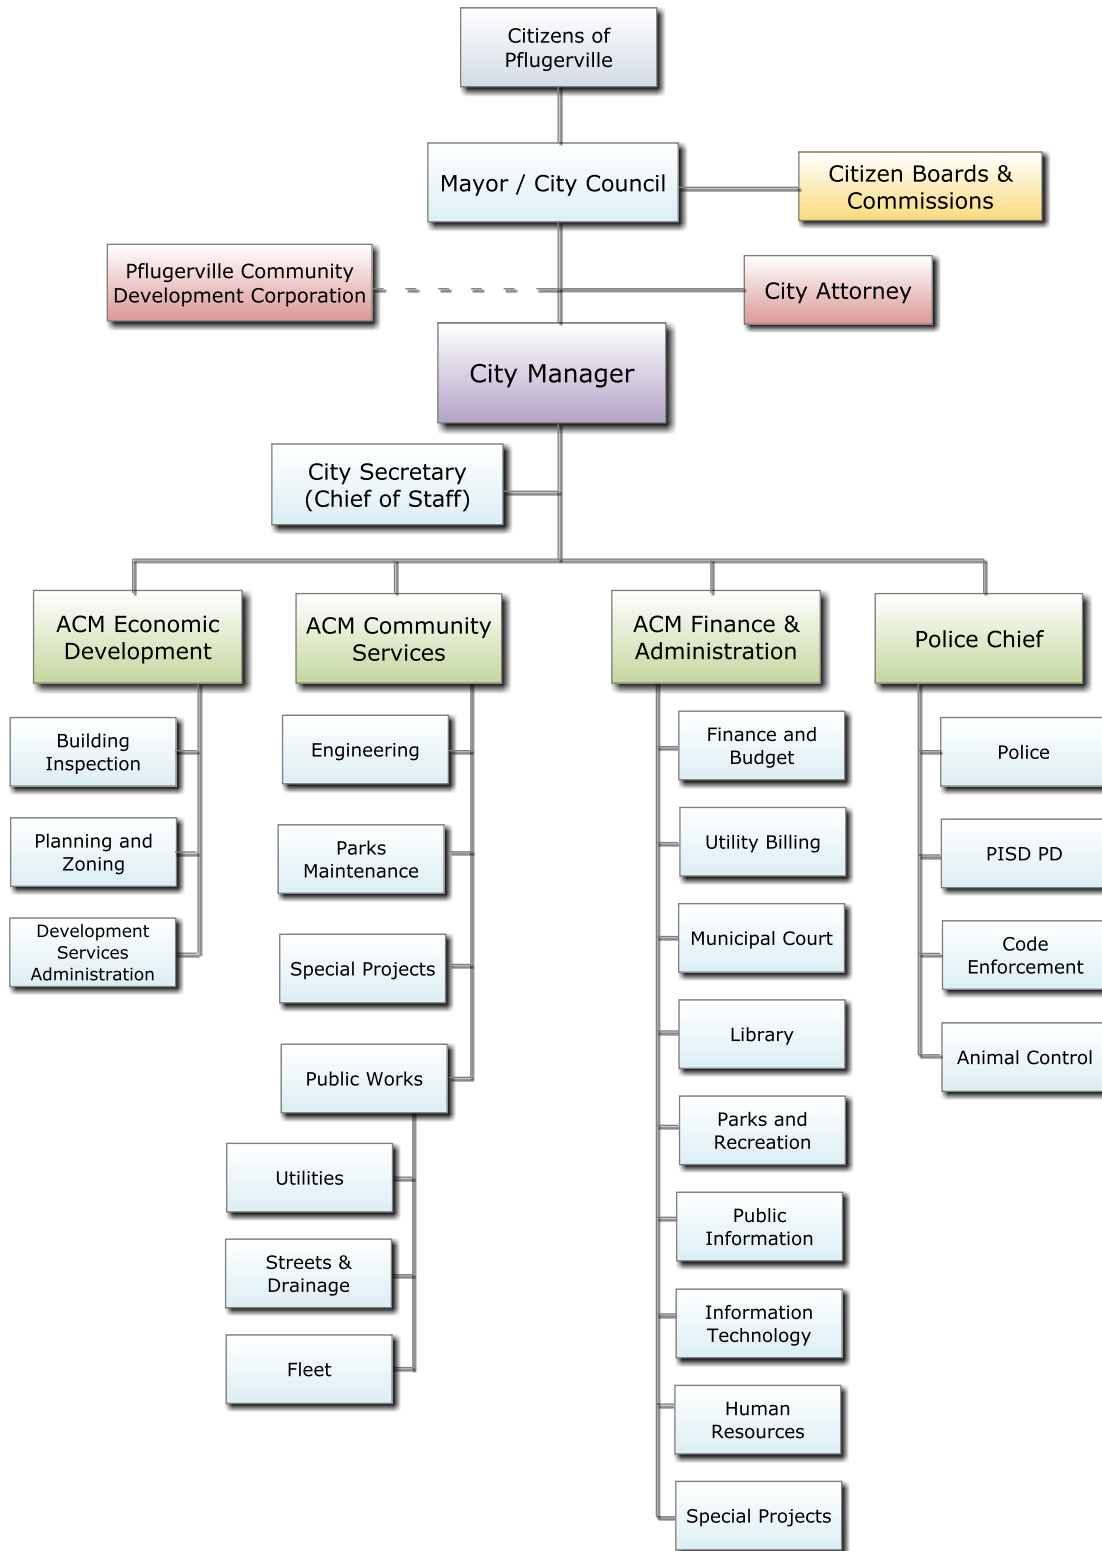 Citizens of
Pflugerville
Mayor / City Council
Citizen Boards &
Commissions
Pflugerville Community
Development Corporation
City Attorney
City Manager
City Secretary
(Chief of Staff)
ACM Economic
Development
ACM Community
Services
ACM Finance &
Administration
Police Chief
Building
Inspection
Planning and
Zoning
Development
Services
Administration
Engineering
Parks
Maintenance
Special Projects
Public Works
Utilities
Streets &
Drainage
Fleet
Finance and
Budget
Utility Billing
Municipal Court
Library
Parks and
Recreation
Public
Information
Information
Technology
Human
Resources
Special Projects
Police
PISD PD
Code
Enforcement
Animal Control